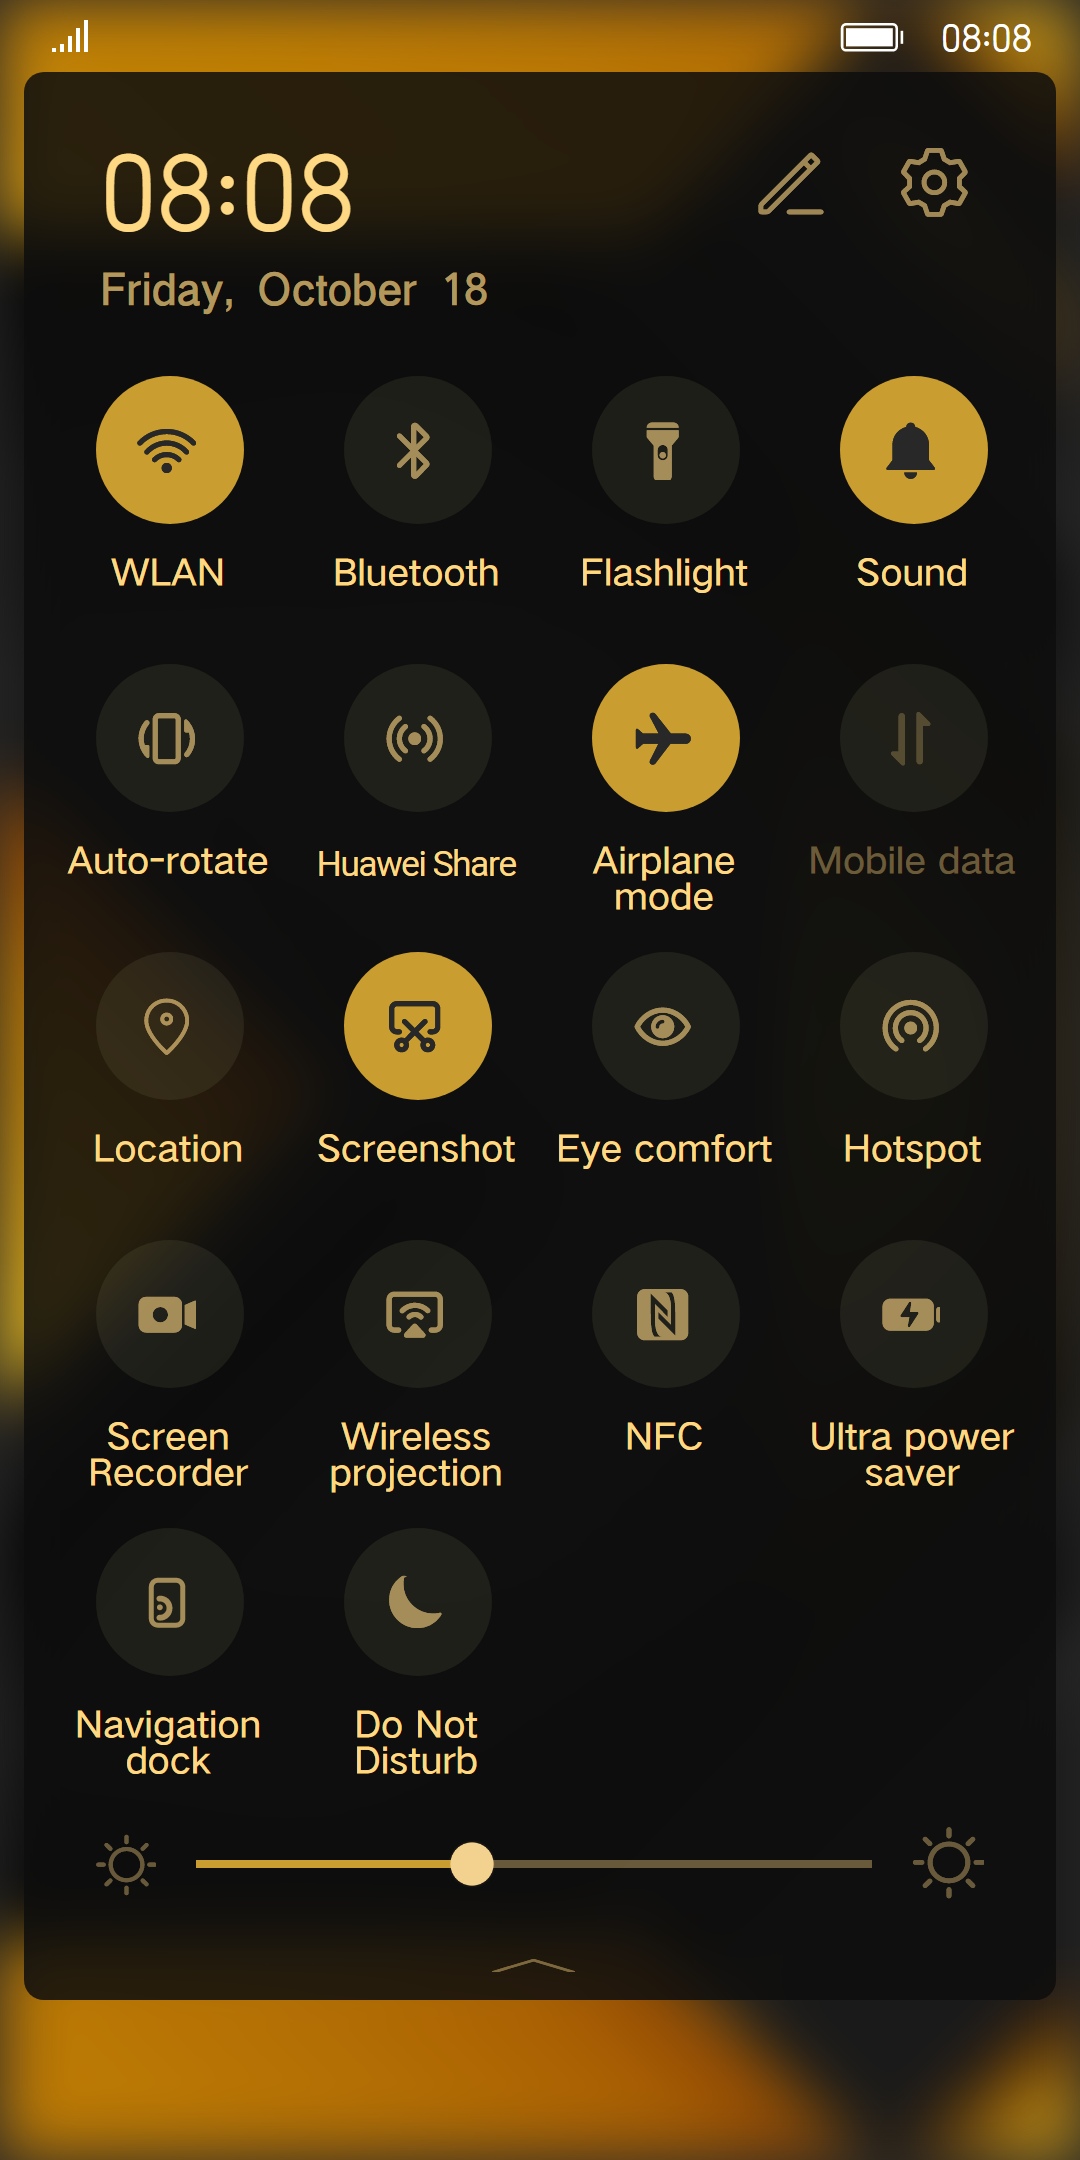 08:08
08:08
Friday, October 18
WLAN
Bluetooth
Flashlight
Sound
Auto-rotate
Huawei Share
Airplane
mode
Mobile data
Location
Screenshot
Eye comfort
Hotspot
Screen
Recorder
Wireless
projection
NFC
Ultra power
saver
Navigation
dock
Do Not
Disturb